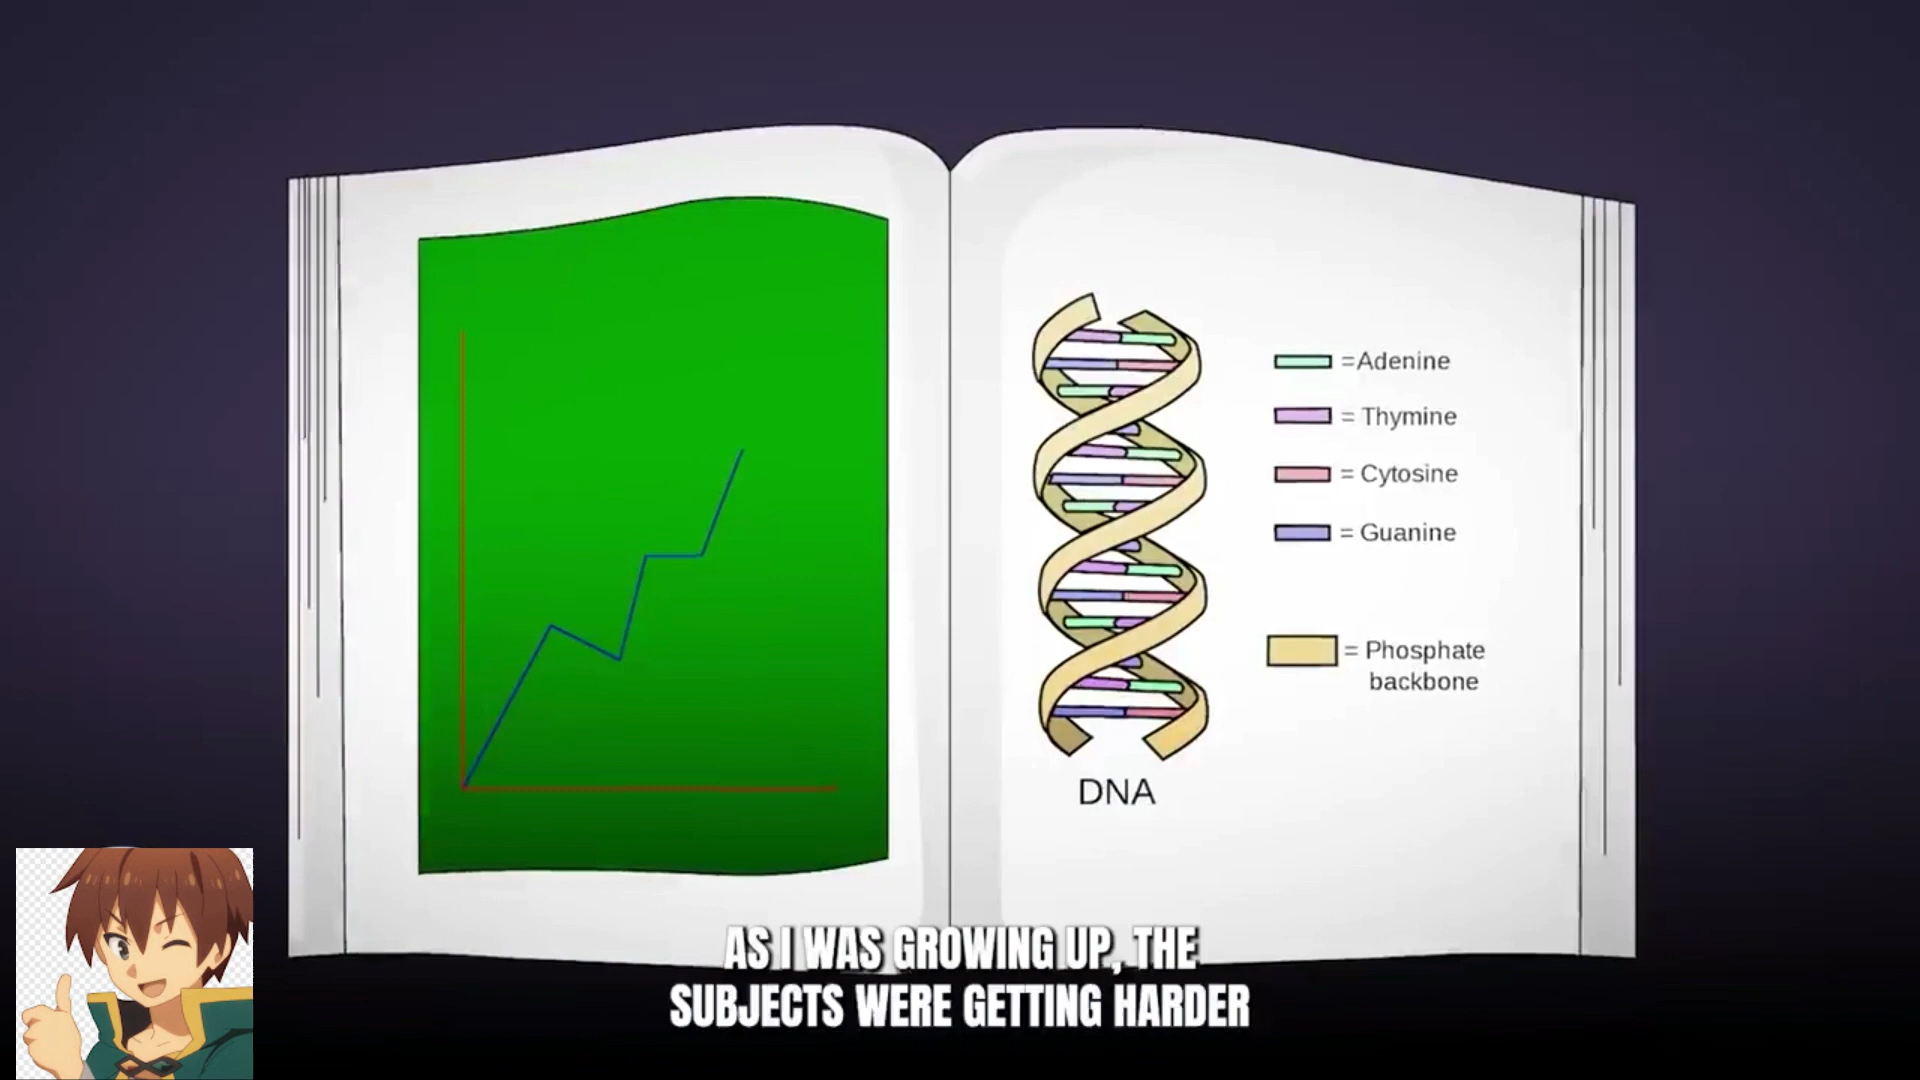 =Adenine
= Thymine
= Cytosine
= Guanine
= Phosphate
backbone
DNA
AS I WAS GROWING UP, THE
SUBJECTS WERE GETTING HARDER